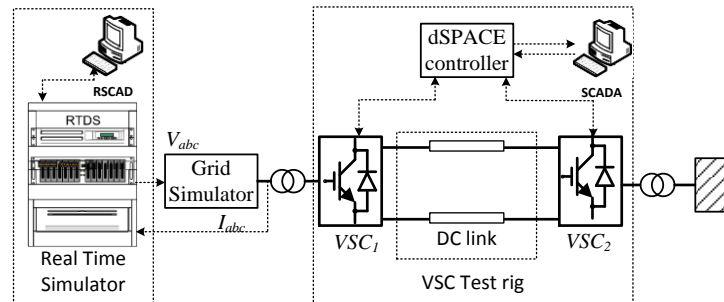 RSCAD
RTDS
Real Time
Simulator
V_abc
Grid
Simulator
I_abc
dSPACE
controller
SCADA
VSC_1
DC link
VSC_2
VSC Test rig